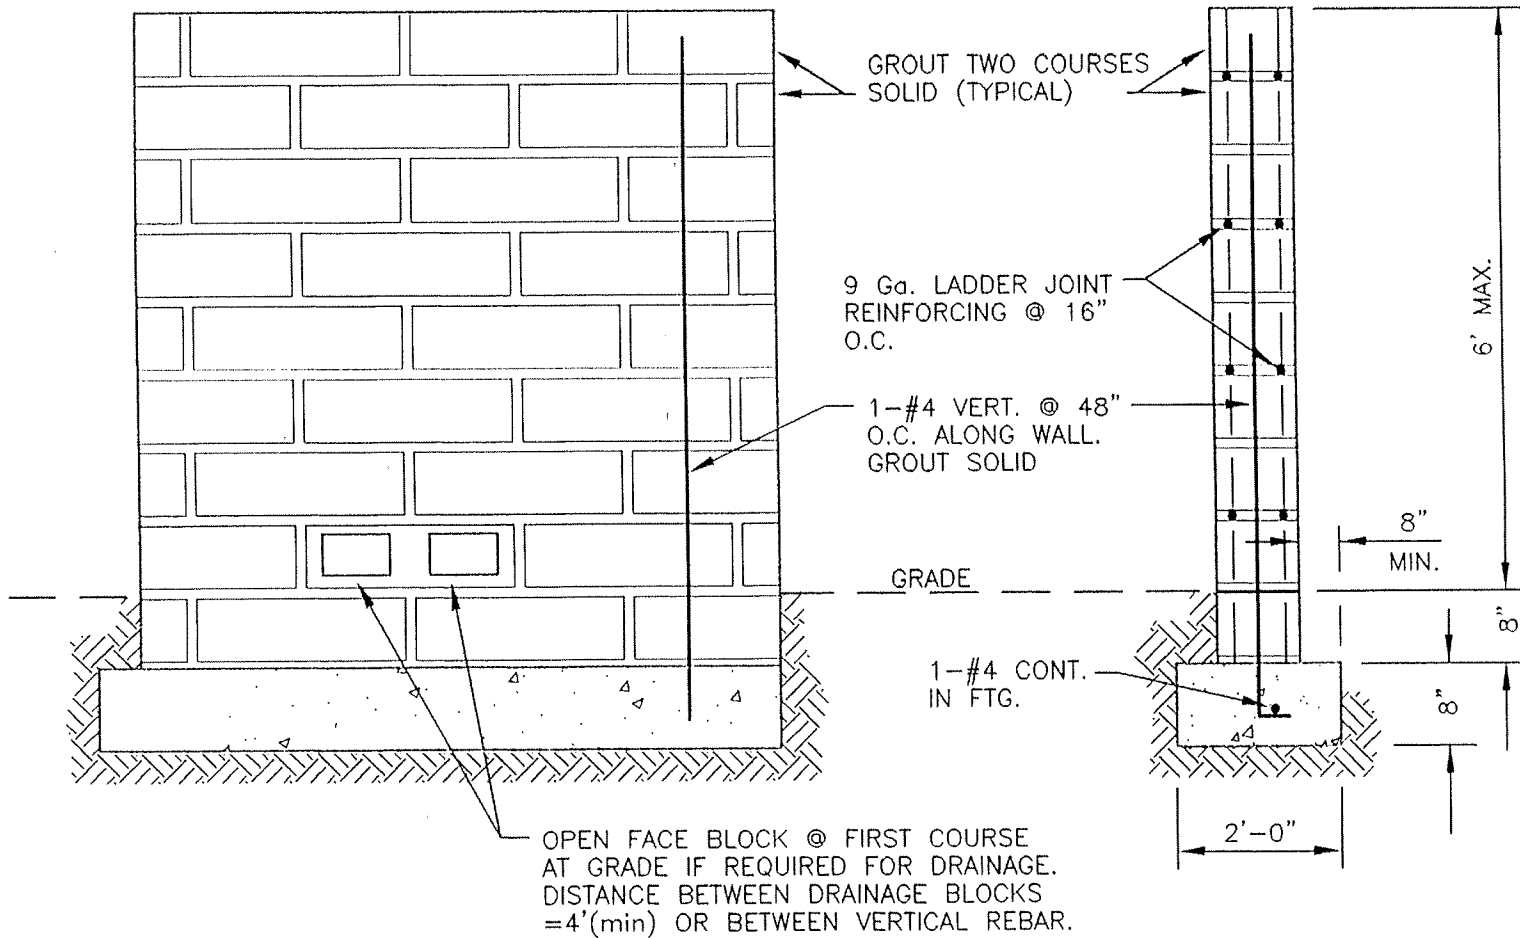 GROUT TWO COURSES
SOLID (TYPICAL)
9 Ga. LADDER JOINT
REINFORCING @ 16"
O.C.
6' MAX.
1-#4 VERT. @ 48"
O.C. ALONG WALL.
GROUT SOLID
8"
MIN.
GRADE
8"
1-#4 CONT.
IN FTG.
8"
2'-0"
OPEN FACE BLOCK @ FIRST COURSE
AT GRADE IF REQUIRED FOR DRAINAGE.
DISTANCE BETWEEN DRAINAGE BLOCKS
=4'(min) OR BETWEEN VERTICAL REBAR.